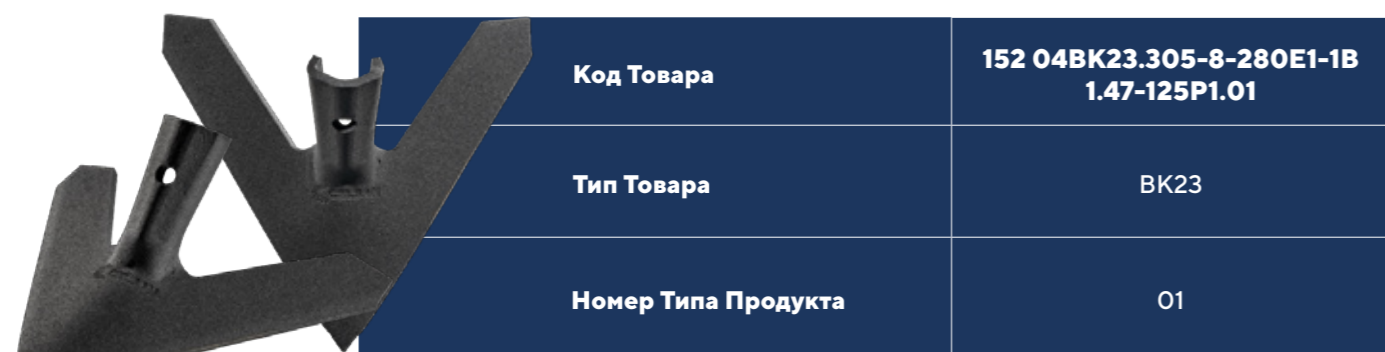 Код Товара
152 04BK23.305-8-280E1-1B
1.47-125P1.01
Тип Товара
BK23
Номер Типа Продукта
01